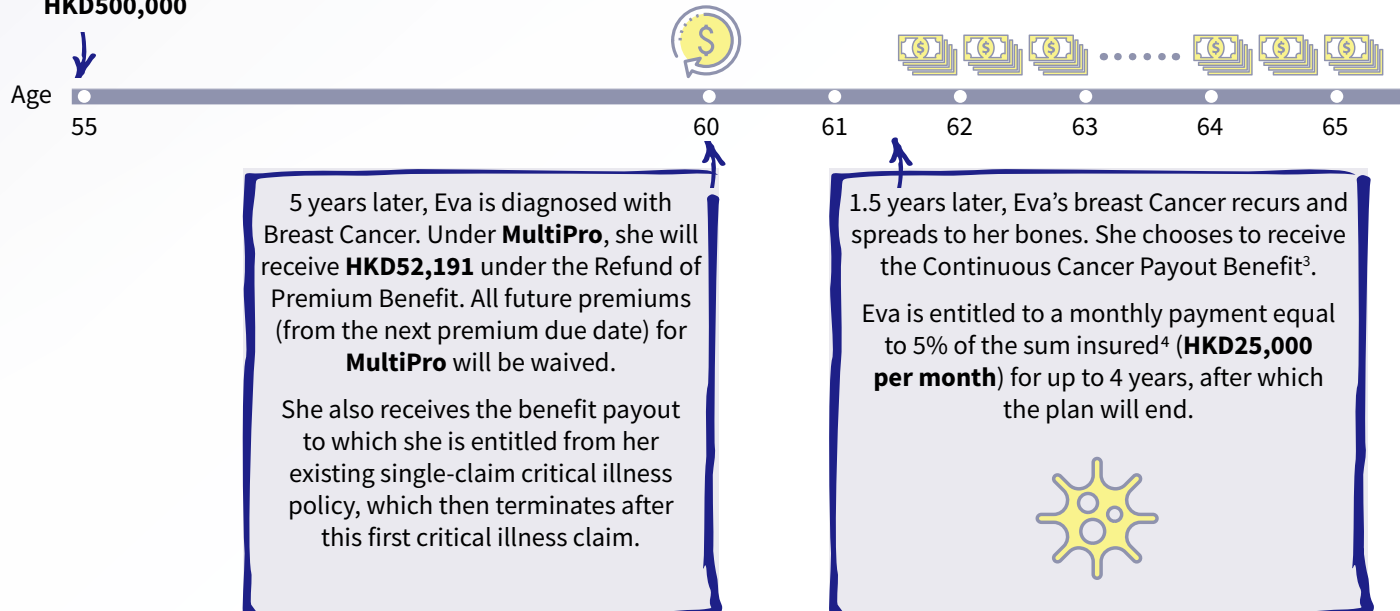 HKD500,000
Age
55
60
61
62
63
64
65
5 years later, Eva is diagnosed with
Breast Cancer. Under MultiPro, she will
receive HKD52,191 under the Refund of
Premium Benefit. All future premiums
(from the next premium due date) for
MultiPro will be waived.
She also receives the benefit payout
to which she is entitled from her
existing single-claim critical illness
policy, which then terminates after
this first critical illness claim.
1.5 years later, Eva’s breast Cancer recurs and
spreads to her bones. She chooses to receive
the Continuous Cancer Payout Benefit³.
Eva is entitled to a monthly payment equal
to 5% of the sum insured⁴ (HKD25,000
per month) for up to 4 years, after which
the plan will end.